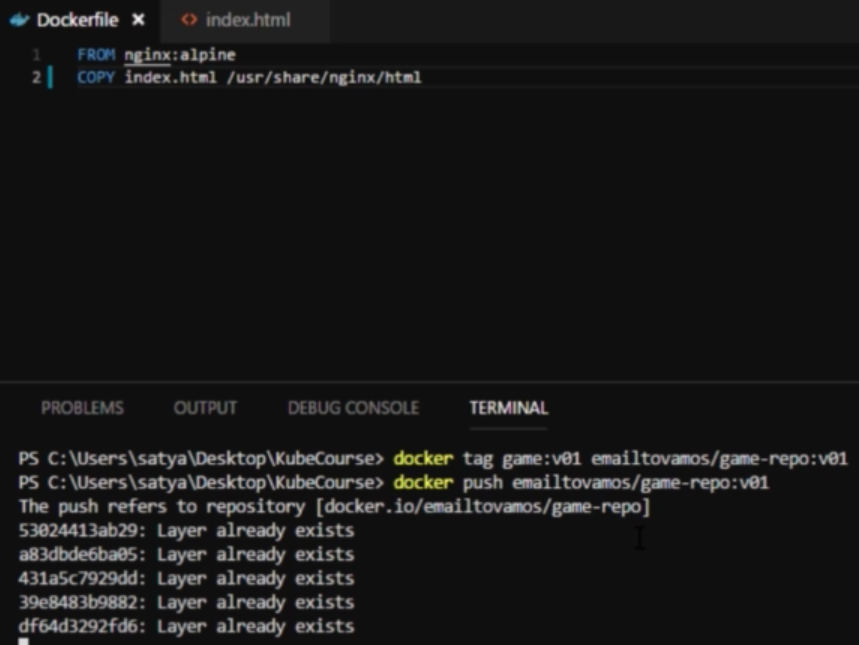 Dockerfile × <> index.html
1 FROM nginx:alpine
2 COPY index.html /usr/share/nginx/html
PROBLEMS OUTPUT DEBUG CONSOLE TERMINAL
PS C:\Users\satya\Desktop\KubeCourse> docker tag game:v01 emailtovamos/game-repo:v01
PS C:\Users\satya\Desktop\KubeCourse> docker push emailtovamos/game-repo:v01
The push refers to repository [docker.io/emailtovamos/game-repo]
53024413ab29: Layer already exists
a83dbde6ba05: Layer already exists
431a5c7929dd: Layer already exists
39e8483b9882: Layer already exists
df64d3292fd6: Layer already exists